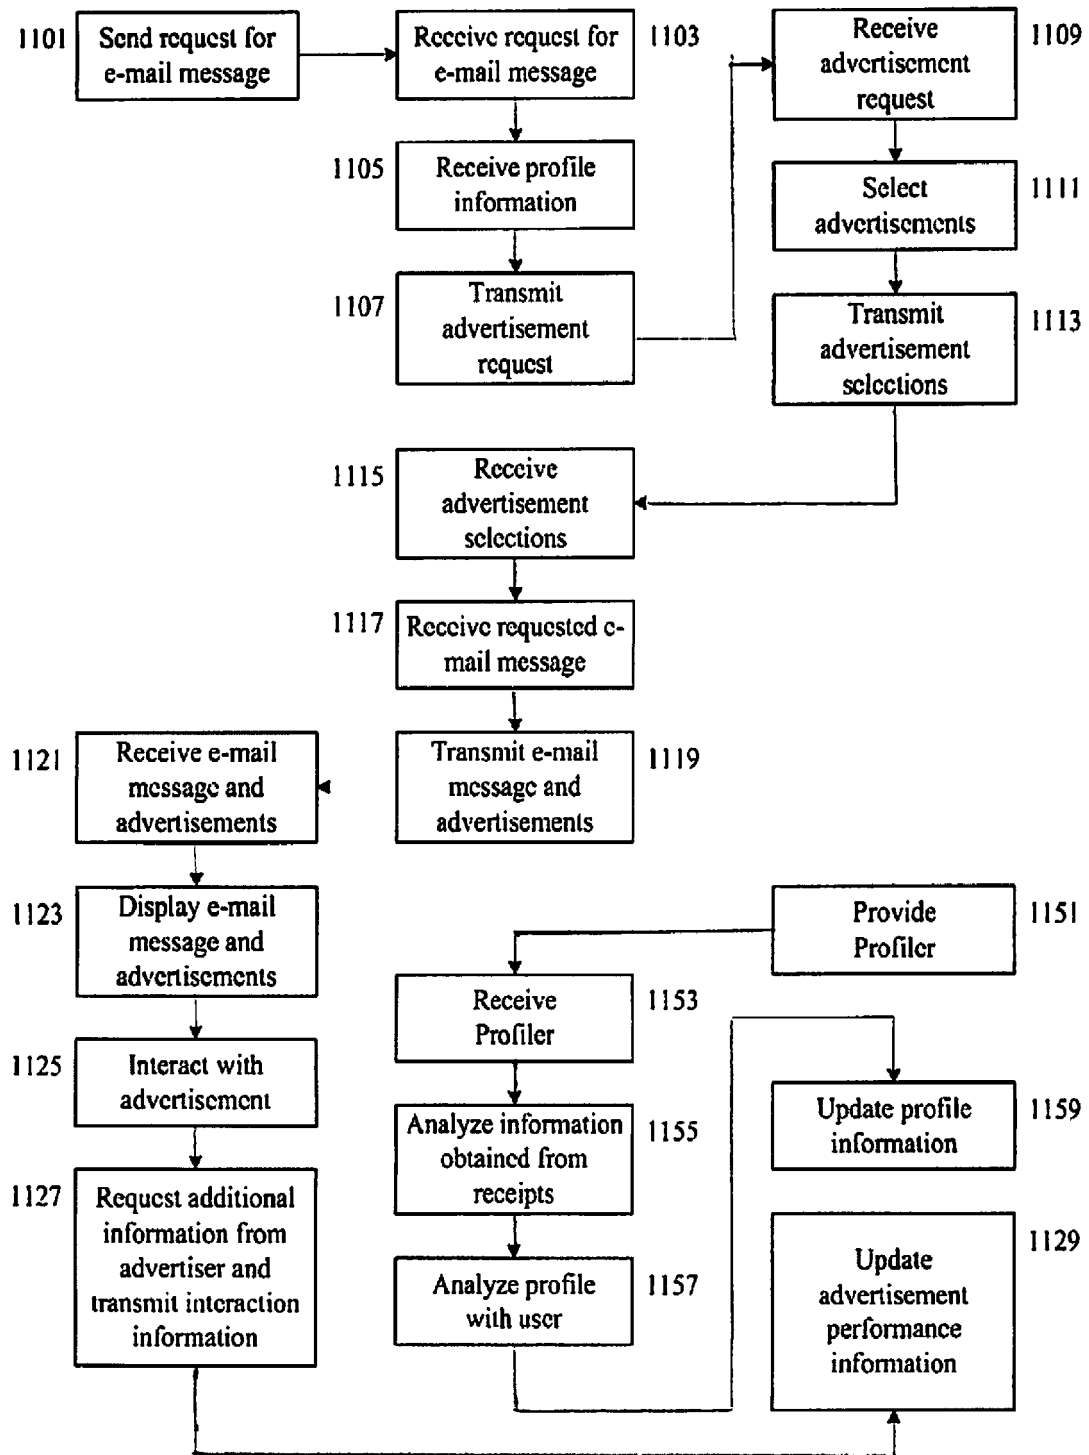 1101
Send request for
e-mail message
Receive request for
e-mail message
1103
1105
Receive profile
information
1107
Transmit
advertisement
request
Receive
advertisement
request
1109
Select
advertisements
1111
Transmit
advertisement
selections
1113
1115
Receive
advertisement
selections
1117
Receive requested e-
mail message
Transmit e-mail
message and
advertisements
1119
1121
Receive e-mail
message and
advertisements
1123
Display e-mail
message and
advertisements
1125
Interact with
advertisement
1127
Request additional
information from
advertiser and
transmit interaction
information
Provide
Profiler
1151
Receive
Profiler
1153
Analyze information
obtained from
receipts
1155
Analyze profile
with user
1157
Update profile
information
1159
Update
advertisement
performance
information
1129